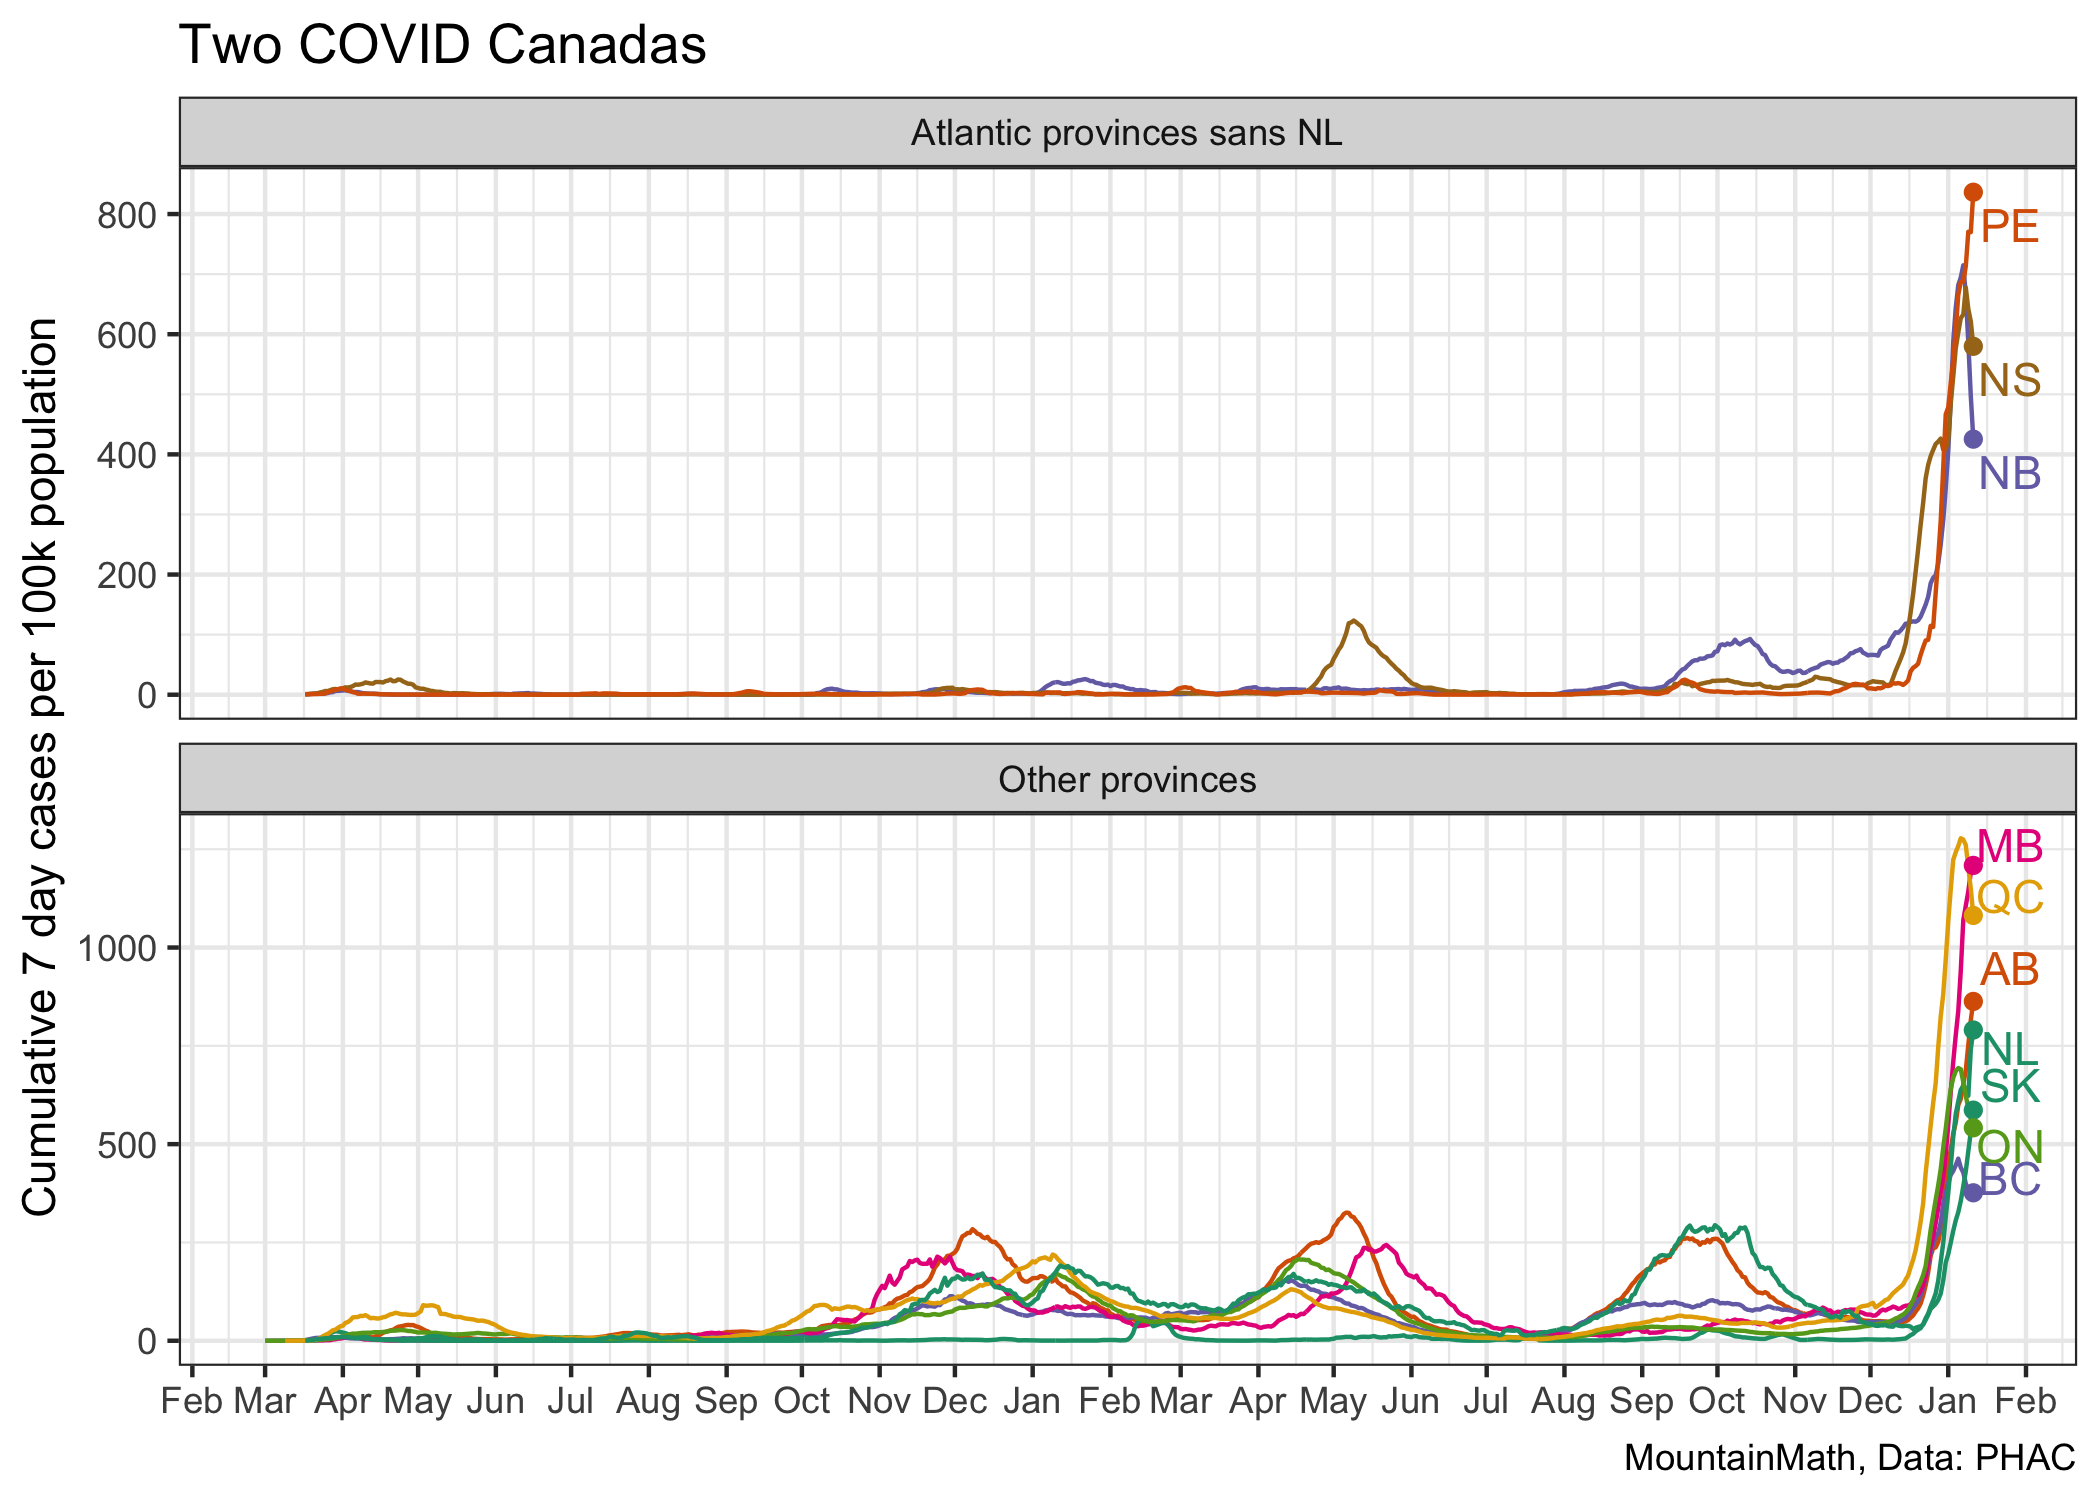 Two COVID Canadas
Atlantic provinces sans NL
Cumulative 7 day cases per 100k population
800
600
400
200
0
PE
NS
NB
Other provinces
1000
500
0
MB
QC
AB
NL
SK
ON
BC
Feb Mar Apr May Jun Jul Aug Sep Oct Nov Dec Jan Feb Mar Apr May Jun Jul Aug Sep Oct Nov Dec Jan Feb
MountainMath, Data: PHAC